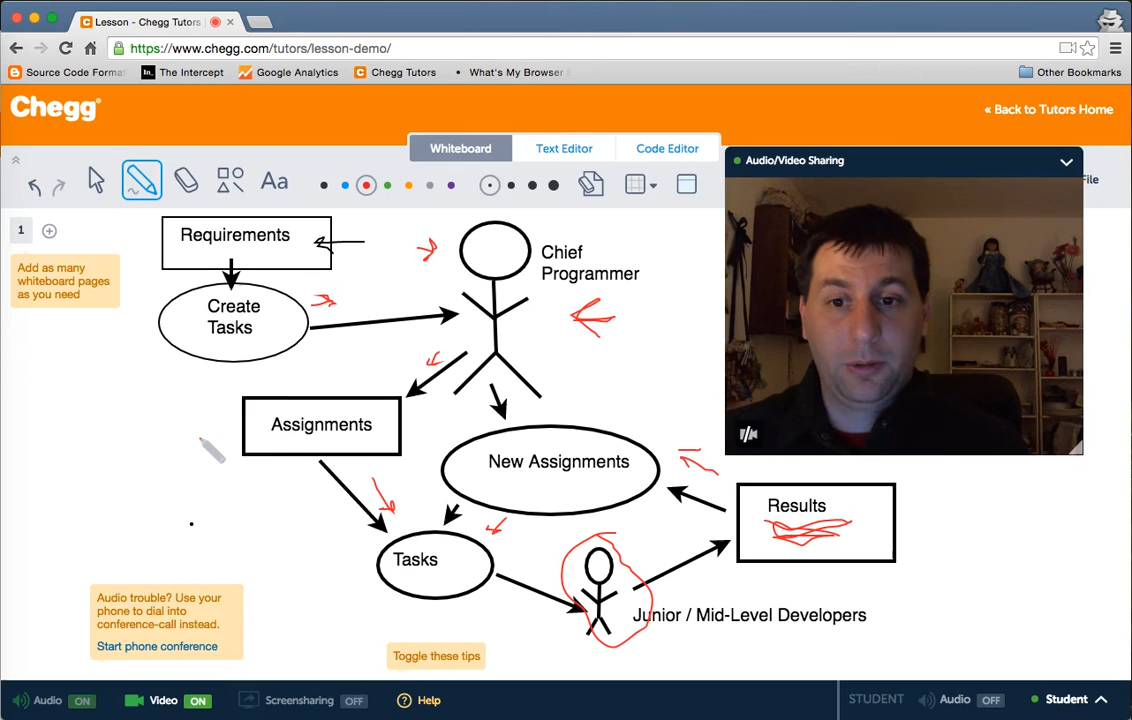 Lesson - Chegg Tutors
https://www.chegg.com/tutors/lesson-demo/
Source Code Format
The Intercept
Google Analytics
Chegg Tutors
What's My Browser
Other Bookmarks
Chegg
« Back to Tutors Home
Whiteboard
Text Editor
Code Editor
Audio/Video Sharing
Aa
File
1
Add as many
whiteboard pages
as you need
Requirements
Create
Tasks
Chief
Programmer
Assignments
New Assignments
Results
Tasks
Junior / Mid-Level Developers
Audio trouble? Use your
phone to dial into
conference-call instead.
Start phone conference
Toggle these tips
Audio ON
Video ON
Screensharing OFF
? Help
STUDENT
Audio OFF
Student